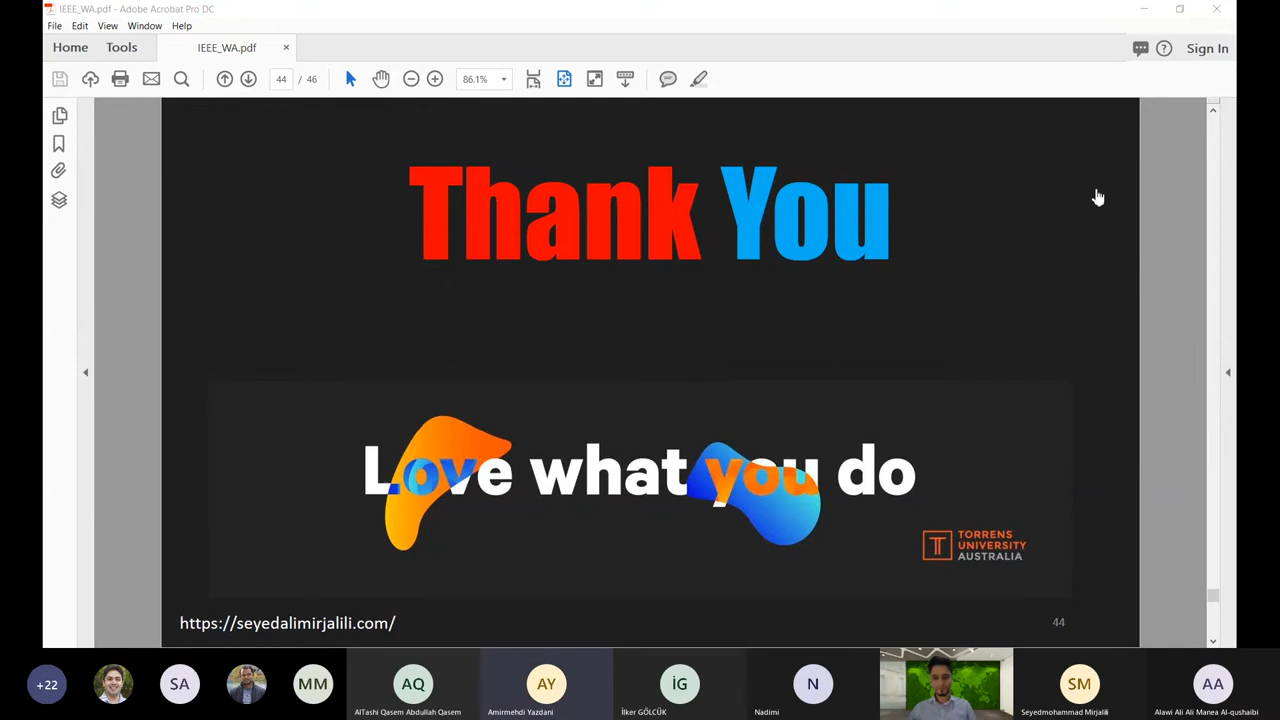 IEEE_WA.pdf - Adobe Acrobat Pro DC
File Edit View Window Help
Home Tools IEEE_WA.pdf × Sign In
44 / 46 86.1%
Thank You
Love what you do
TORRENS
UNIVERSITY
AUSTRALIA
https://seyedalimirjalili.com/ 44
+22 SA MM AQ AY İG N SM AA
AlTashi Qasem Abdullah Qasem Amirmehdi Yazdani İlker GÖLCÜK Nadimi Seyedmohammad Mirjalili Alawi Ali Ali Manea Al-qushaibi